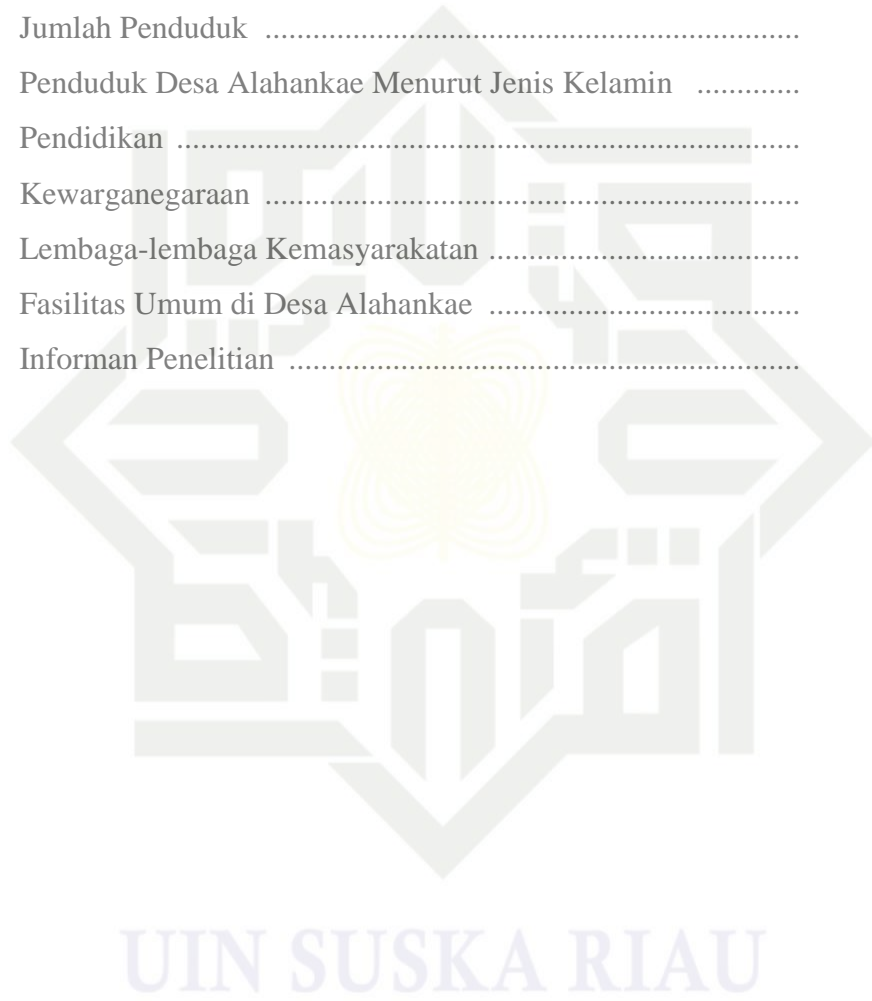 Jumlah Penduduk ....................................................................
Penduduk Desa Alahankae Menurut Jenis Kelamin .............
Pendidikan ...............................................................................
Kewarganegaraan ....................................................................
Lembaga-lembaga Kemasyarakatan .......................................
Fasilitas Umum di Desa Alahankae .......................................
Informan Penelitian .................................................................
UIN SUSKA RIAU